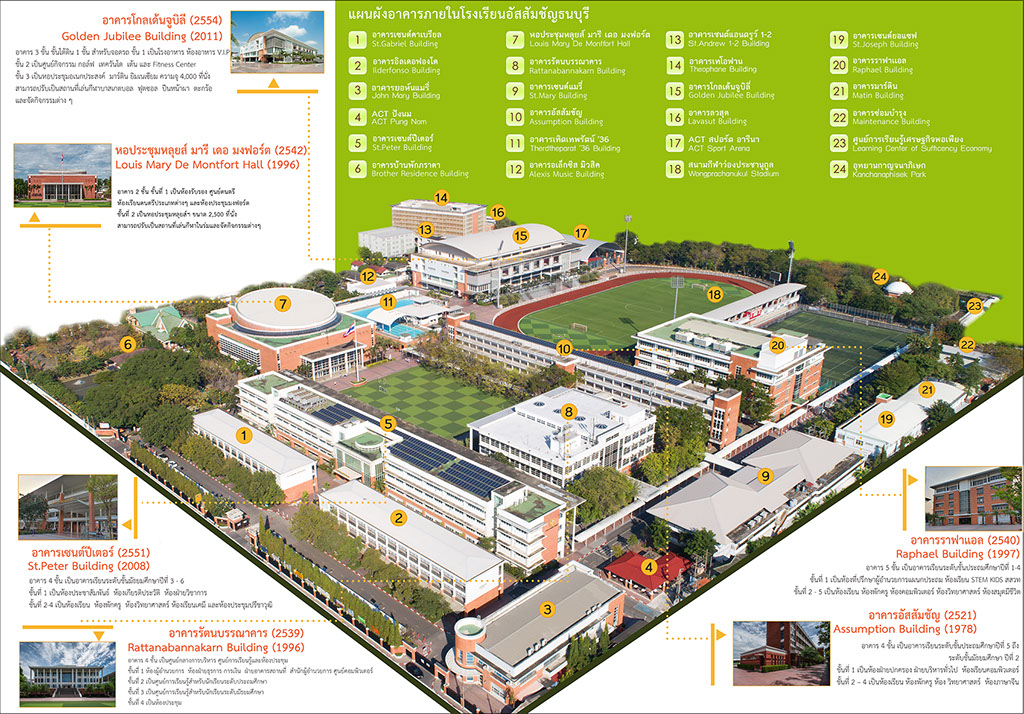 อาคารโกลเด้นจูบิลี (2554)
Golden Jubilee Building (2011)
อาคาร 3 ชั้น ชั้นใต้ดิน 1 ชั้น สำหรับจอดรถ ชั้น 1 เป็นโรงอาหาร ห้องอาหาร V.I.P
ชั้น 2 เป็นศูนย์กิจกรรม กอล์ฟ เทควันโด เต้น และ Fitness Center
ชั้น 3 เป็นหอประชุมอเนกประสงค์ มาร์ติน อิมเนเซียม ความจุ 4,000 ที่นั่ง
สามารถปรับเป็นสถานที่เล่นกีฬาบาสเกตบอล ฟุตซอล ปีนหน้าผา ตะกร้อ
และจัดกิจกรรมต่าง ๆ
หอประชุมหลุยส์ มารี เดอ มงฟอร์ต (2542)
Louis Mary De Montfort Hall (1996)
อาคาร 2 ชั้น ชั้นที่ 1 เป็นห้องรับรอง ศูนย์ดนตรี
ห้องเรียนดนตรีประเภทต่างๆ และห้องประชุมมงฟอร์ต
ชั้นที่ 2 เป็นหอประชุมหลุยส์ฯ ขนาด 2,500 ที่นั่ง
สามารถปรับเป็นสถานที่เล่นกีฬาในร่มและจัดกิจกรรมต่างๆ
แผนผังอาคารภายในโรงเรียนอัสสัมชัญธนบุรี
1 อาคารเซนต์คาเบรียล
St.Gabriel Building
2 อาคารอิลเดอฟองโต
Ilderfonso Building
3 อาคารยอห์นแมรี่
John Mary Building
4 ACT ปังนม
ACT Pung Nom
5 อาคารเซนต์ปีเตอร์
St.Peter Building
6 อาคารบ้านพักภราดา
Brother Residence Building
7 หอประชุมหลุยส์ มารี เดอ มงฟอร์ต
Louis Mary De Montfort Hall
8 อาคารรัตนบรรณาคาร
Rattanabannakarn Building
9 อาคารเซนต์แมรี่
St.Mary Building
10 อาคารอัสสัมชัญ
Assumption Building
11 อาคารเทิดเทพรัตน์ '36
Therdtheparat '36 Building
12 อาคารอเล็กซิส มิวสิค
Alexis Music Building
13 อาคารเซนต์แอนดรูว์ 1-2
St.Andrew 1-2 Building
14 อาคารเทโอฟาน
Theophane Building
15 อาคารโกลเด้นจูบิลี่
Golden Jubilee Building
16 อาคารลวสุต
Lavasut Building
17 ACT สปอร์ต อารีนา
ACT Sport Arena
18 สนามกีฬาว่องประชานุกูล
Wongprachanukul Stadium
19 อาคารเซนต์ยอแซฟ
St.Joseph Building
20 อาคารราฟาแอล
Raphael Building
21 อาคารมาร์ติน
Matin Building
22 อาคารซ่อมบำรุง
Maintenance Building
23 ศูนย์การเรียนรู้เศรษฐกิจพอเพียง
Learning Center of Sufficency Economy
24 อุทยานกาญจนาภิเษก
Kanchanaphisek Park
14
16
13
15
17
24
12
18
7
11
23
22
6
10
20
21
8
5
19
1
9
2
4
3
อาคารเซนต์ปีเตอร์ (2551)
St.Peter Building (2008)
อาคาร 4 ชั้น เป็นอาคารเรียนระดับชั้นมัธยมศึกษาปีที่ 3 - 6
ชั้นที่ 1 เป็นห้องประชาสัมพันธ์ ห้องเกียรติประวัติ ห้องฝ่ายวิชาการ
ชั้นที่ 2-4 เป็นห้องเรียน ห้องพักครู ห้องวิทยาศาสตร์ ห้องเรียนเคมี และห้องประชุมปรีชาวุฒิ
อาคารรัตนบรรณาคาร (2539)
Rattanabannakarn Building (1996)
อาคาร 4 ชั้น เป็นศูนย์กลางการบริหาร ศูนย์การเรียนรู้และห้องประชุม
ชั้นที่ 1 ห้องผู้อำนวยการ ห้องฝ่ายธุรการ การเงิน ฝ่ายอาคารสถานที่ สำนักผู้อำนวยการ ศูนย์คอมพิวเตอร์
ชั้นที่ 2 เป็นศูนย์การเรียนรู้สำหรับนักเรียนระดับประถมศึกษา
ชั้นที่ 3 เป็นศูนย์การเรียนรู้สำหรับนักเรียนระดับมัธยมศึกษา
ชั้นที่ 4 เป็นห้องประชุม
อาคารราฟาแอล (2540)
Raphael Building (1997)
อาคาร 5 ชั้น เป็นอาคารเรียนระดับชั้นประถมศึกษาปีที่ 1-4
ชั้นที่ 1 เป็นห้องที่ปรึกษาผู้อำนวยการแผนกประถม ห้องเรียน STEM KIDS สสวท
ชั้นที่ 2 - 5 เป็นห้องเรียน ห้องพักครู ห้องคอมพิวเตอร์ ห้องวิทยาศาสตร์ ห้องสมุดมีชีวิต
อาคารอัสสัมชัญ (2521)
Assumption Building (1978)
อาคาร 4 ชั้น เป็นอาคารเรียนระดับชั้นประถมศึกษาปีที่ 5 ถึง
ระดับชั้นมัธยมศึกษา ปีที่ 2
ชั้นที่ 1 เป็นห้องฝ่ายปกครอง ฝ่ายบริหารทั่วไป ห้องเรียนคอมพิวเตอร์
ชั้นที่ 2 – 4 เป็นห้องเรียน ห้องพักครู ห้อง วิทยาศาสตร์ ห้องภาษาจีน